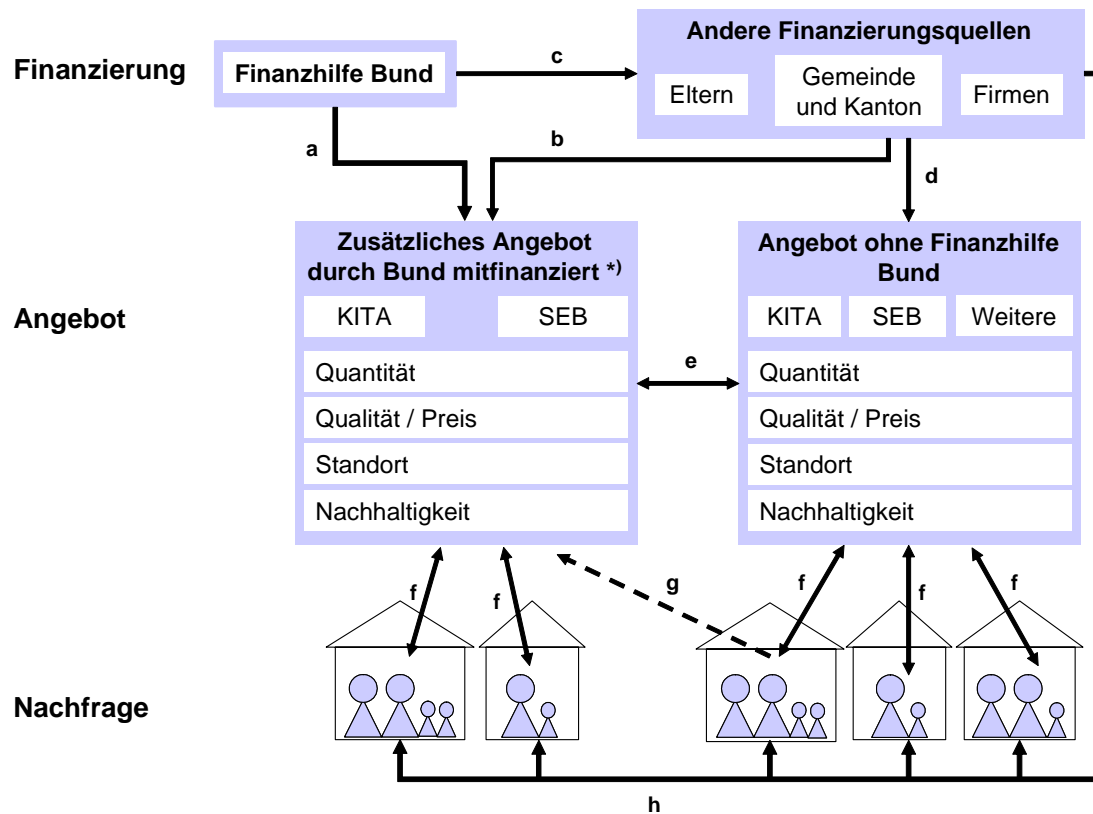 Finanzierung
Finanzhilfe Bund
c
Andere Finanzierungsquellen
Eltern
Gemeinde
und Kanton
Firmen
a
b
d
Angebot
Zusätzliches Angebot
durch Bund mitfinanziert *)
KITA
SEB
Quantität
Qualität / Preis
Standort
Nachhaltigkeit
e
Angebot ohne Finanzhilfe
Bund
KITA
SEB
Weitere
Quantität
Qualität / Preis
Standort
Nachhaltigkeit
f
f
g
f
f
f
Nachfrage
h